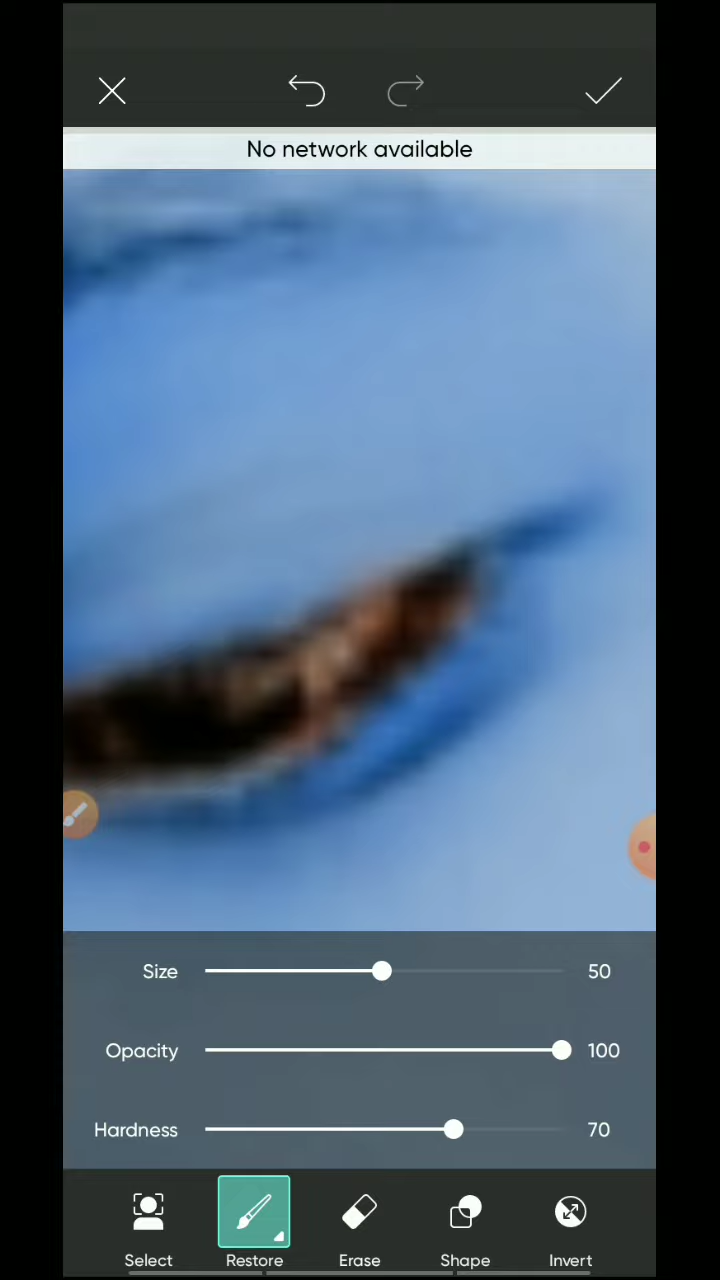 No network available
Size 50
Opacity 100
Hardness 70
Select Restore Erase Shape Invert